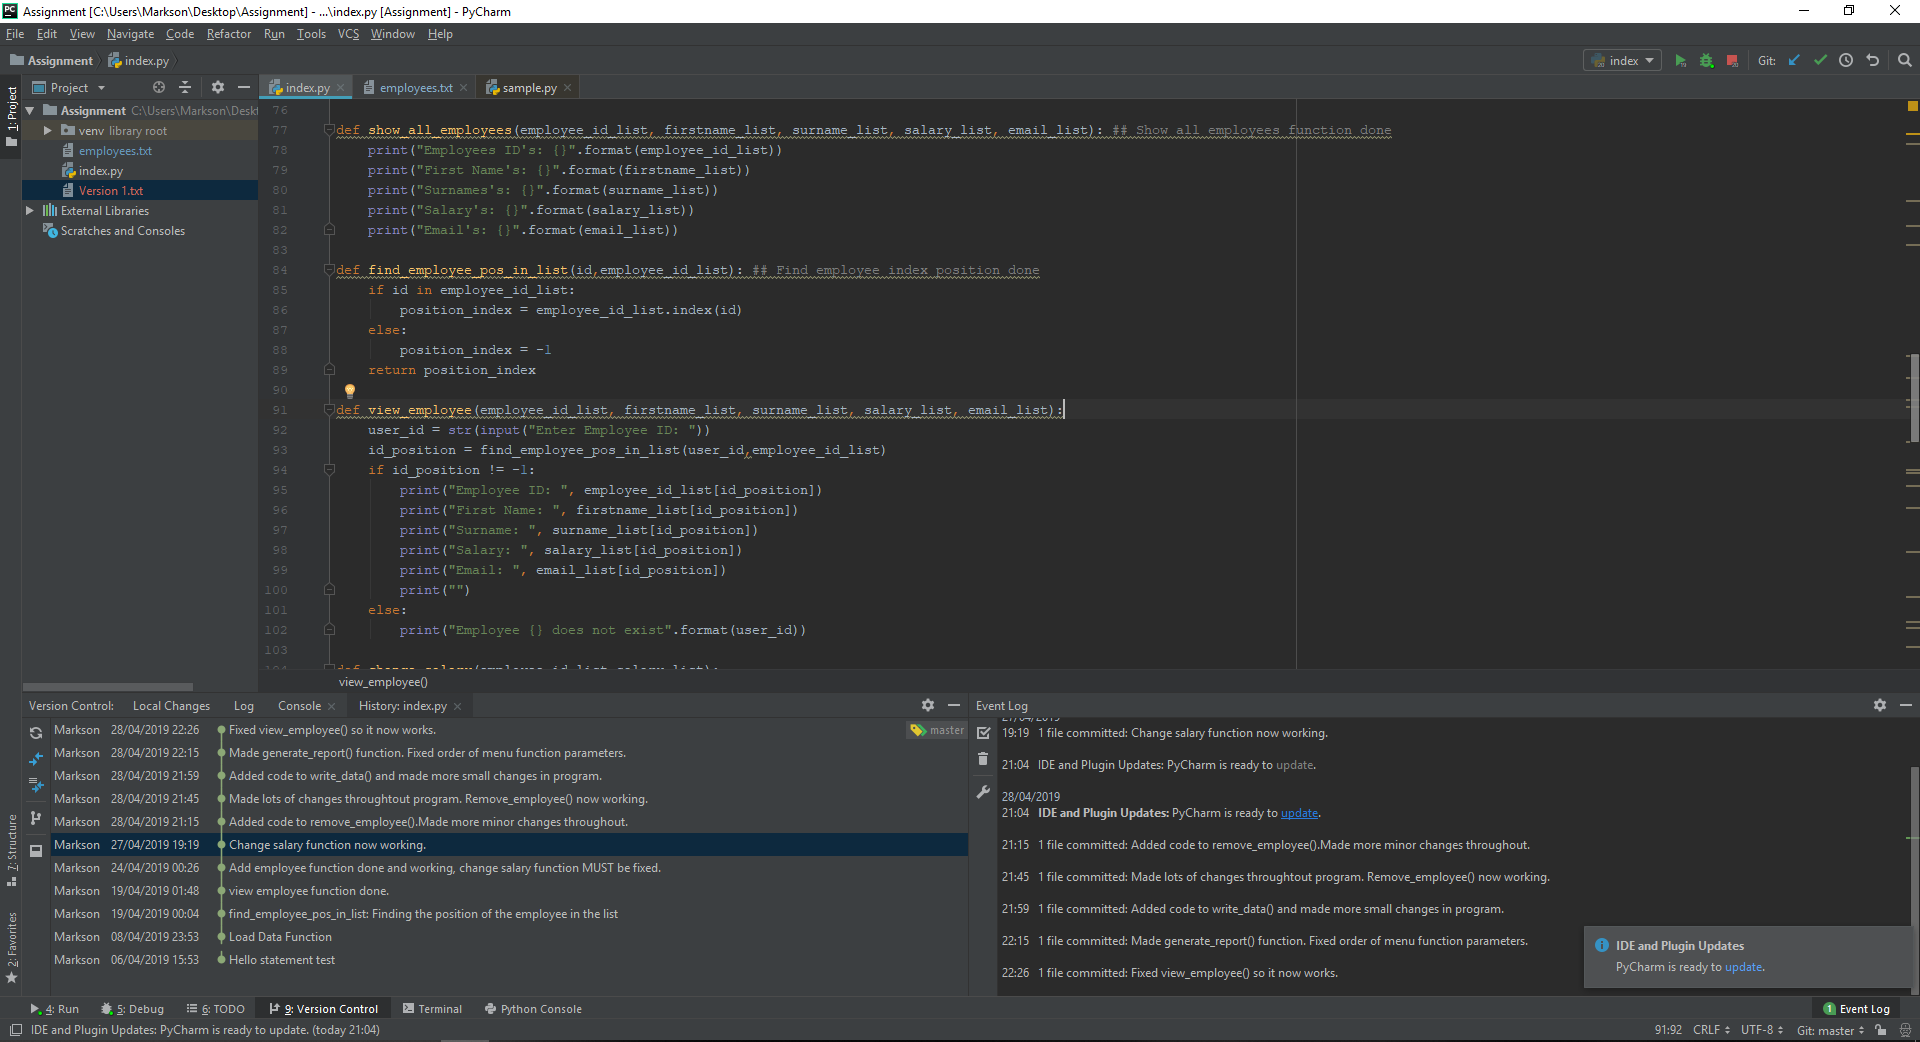 Assignment [C:\Users\Markson\Desktop\Assignment] - ...\index.py [Assignment] - PyCharm
File Edit View Navigate Code Refactor Run Tools VCS Window Help
Assignment index.py
index Git:
Project index.py employees.txt sample.py
1: Project
Assignment C:\Users\Markson\Deskt
venv library root
employees.txt
index.py
Version 1.txt
External Libraries
Scratches and Consoles
76
77 def show_all_employees(employee_id_list, firstname_list, surname_list, salary_list, email_list): ## Show all employees function done
78 print("Employees ID's: {}".format(employee_id_list))
79 print("First Name's: {}".format(firstname_list))
80 print("Surnames's: {}".format(surname_list))
81 print("Salary's: {}".format(salary_list))
82 print("Email's: {}".format(email_list))
83
84 def find_employee_pos_in_list(id,employee_id_list): ## Find employee index position done
85 if id in employee_id_list:
86 position_index = employee_id_list.index(id)
87 else:
88 position_index = -1
89 return position_index
90
91 def view_employee(employee_id_list, firstname_list, surname_list, salary_list, email_list):
92 user_id = str(input("Enter Employee ID: "))
93 id_position = find_employee_pos_in_list(user_id,employee_id_list)
94 if id_position != -1:
95 print("Employee ID: ", employee_id_list[id_position])
96 print("First Name: ", firstname_list[id_position])
97 print("Surname: ", surname_list[id_position])
98 print("Salary: ", salary_list[id_position])
99 print("Email: ", email_list[id_position])
100 print("")
101 else:
102 print("Employee {} does not exist".format(user_id))
103
104 def change_salary(employee_id_list,salary_list):
view_employee()
Version Control: Local Changes Log Console History: index.py
Markson 28/04/2019 22:26 Fixed view_employee() so it now works. master
Markson 28/04/2019 22:15 Made generate_report() function. Fixed order of menu function parameters.
Markson 28/04/2019 21:59 Added code to write_data() and made more small changes in program.
Markson 28/04/2019 21:45 Made lots of changes throughtout program. Remove_employee() now working.
Markson 28/04/2019 21:15 Added code to remove_employee().Made more minor changes throughout.
Markson 27/04/2019 19:19 Change salary function now working.
Markson 24/04/2019 00:26 Add employee function done and working, change salary function MUST be fixed.
Markson 19/04/2019 01:48 view employee function done.
Markson 19/04/2019 00:04 find_employee_pos_in_list: Finding the position of the employee in the list
Markson 08/04/2019 23:53 Load Data Function
Markson 06/04/2019 15:53 Hello statement test
7: Structure
2: Favorites
Event Log
27/04/2019
19:19 1 file committed: Change salary function now working.
21:04 IDE and Plugin Updates: PyCharm is ready to update.
28/04/2019
21:04 IDE and Plugin Updates: PyCharm is ready to update.
21:15 1 file committed: Added code to remove_employee().Made more minor changes throughout.
21:45 1 file committed: Made lots of changes throughtout program. Remove_employee() now working.
21:59 1 file committed: Added code to write_data() and made more small changes in program.
22:15 1 file committed: Made generate_report() function. Fixed order of menu function parameters.
22:26 1 file committed: Fixed view_employee() so it now works.
IDE and Plugin Updates
PyCharm is ready to update.
4: Run 5: Debug 6: TODO 9: Version Control Terminal Python Console 1 Event Log
IDE and Plugin Updates: PyCharm is ready to update. (today 21:04) 91:92 CRLF UTF-8 Git: master